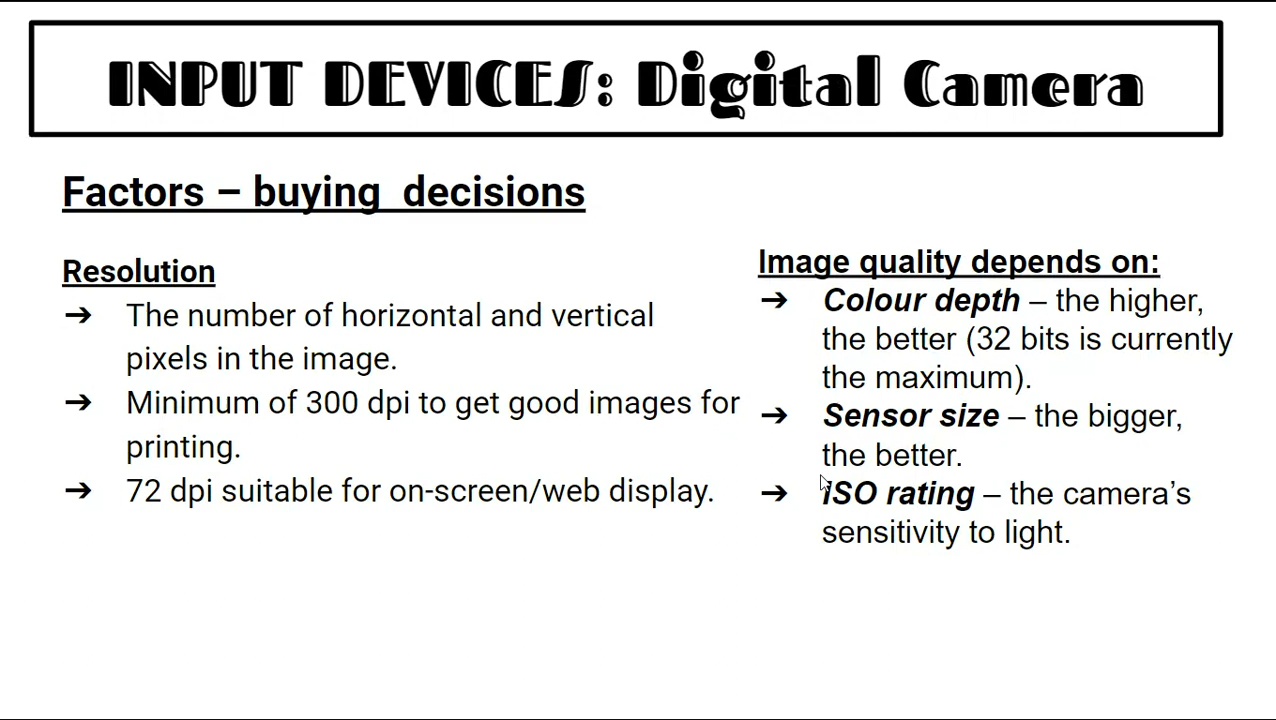 INPUT DEVICES: Digital Camera
Factors – buying decisions
Resolution
➔ The number of horizontal and vertical
pixels in the image.
➔ Minimum of 300 dpi to get good images for
printing.
➔ 72 dpi suitable for on-screen/web display.
Image quality depends on:
➔ Colour depth – the higher,
the better (32 bits is currently
the maximum).
➔ Sensor size – the bigger,
the better.
➔ ISO rating – the camera’s
sensitivity to light.